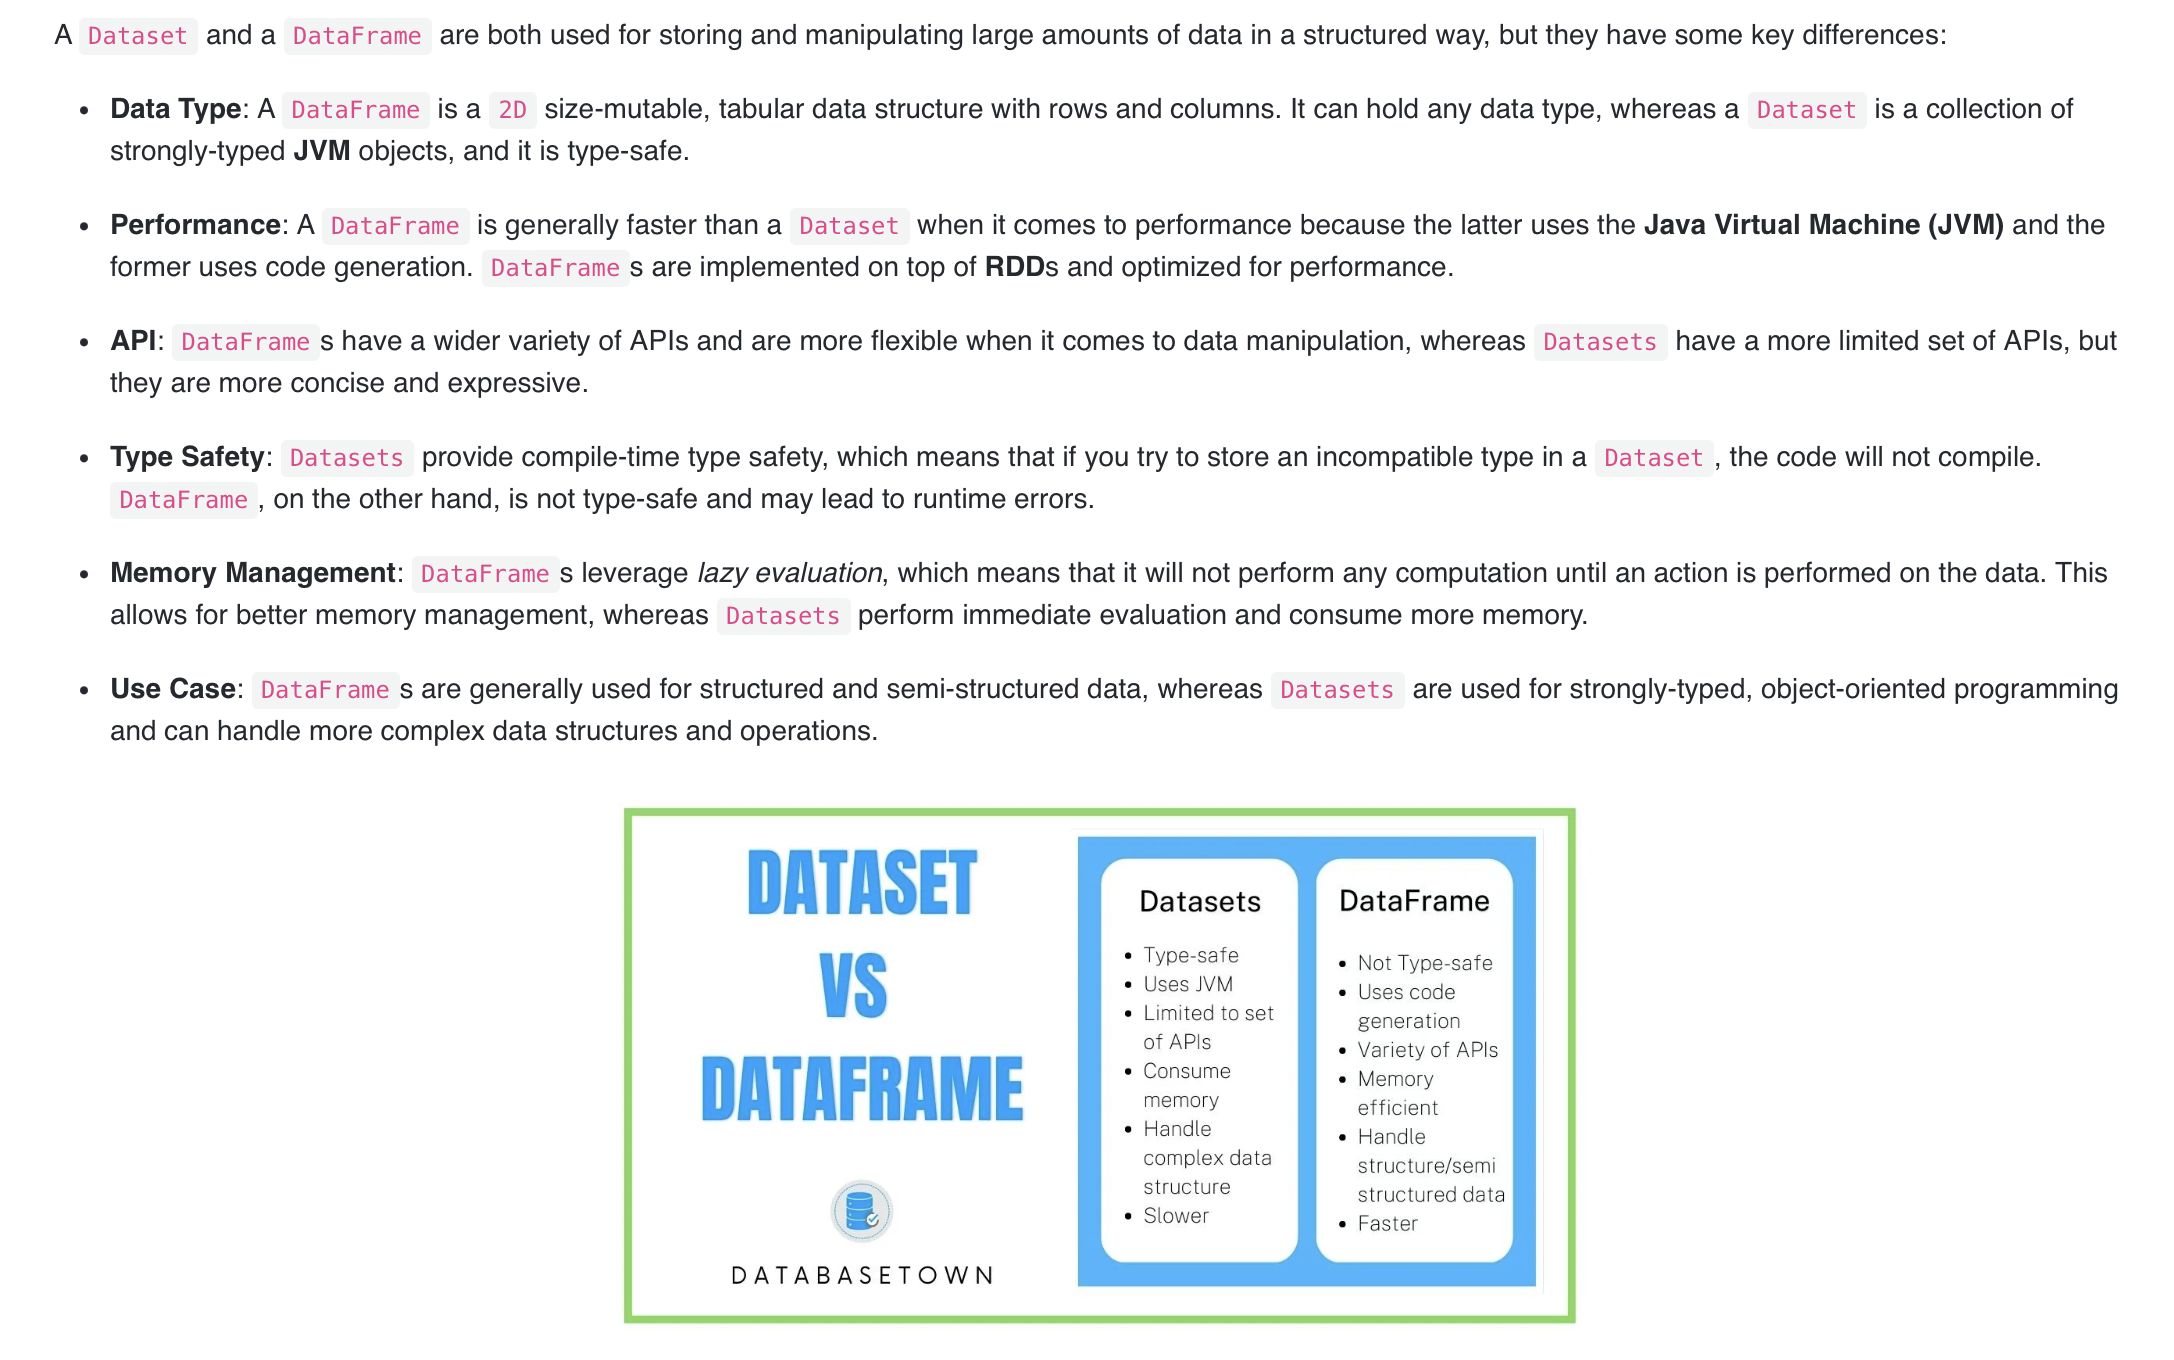 A Dataset and a DataFrame are both used for storing and manipulating large amounts of data in a structured way, but they have some key differences:
• Data Type: A DataFrame is a 2D size-mutable, tabular data structure with rows and columns. It can hold any data type, whereas a Dataset is a collection of
strongly-typed JVM objects, and it is type-safe.
• Performance: A DataFrame is generally faster than a Dataset when it comes to performance because the latter uses the Java Virtual Machine (JVM) and the
former uses code generation. DataFrame s are implemented on top of RDDs and optimized for performance.
• API: DataFrame s have a wider variety of APIs and are more flexible when it comes to data manipulation, whereas Datasets have a more limited set of APIs, but
they are more concise and expressive.
• Type Safety: Datasets provide compile-time type safety, which means that if you try to store an incompatible type in a Dataset , the code will not compile.
DataFrame , on the other hand, is not type-safe and may lead to runtime errors.
• Memory Management: DataFrame s leverage lazy evaluation, which means that it will not perform any computation until an action is performed on the data. This
allows for better memory management, whereas Datasets perform immediate evaluation and consume more memory.
• Use Case: DataFrame s are generally used for structured and semi-structured data, whereas Datasets are used for strongly-typed, object-oriented programming
and can handle more complex data structures and operations.
DATASET
VS
DATAFRAME
DATABASETOWN
Datasets
• Type-safe
• Uses JVM
• Limited to set
of APIs
• Consume
memory
• Handle
complex data
structure
• Slower
DataFrame
• Not Type-safe
• Uses code
generation
• Variety of APIs
• Memory
efficient
• Handle
structure/semi
structured data
• Faster